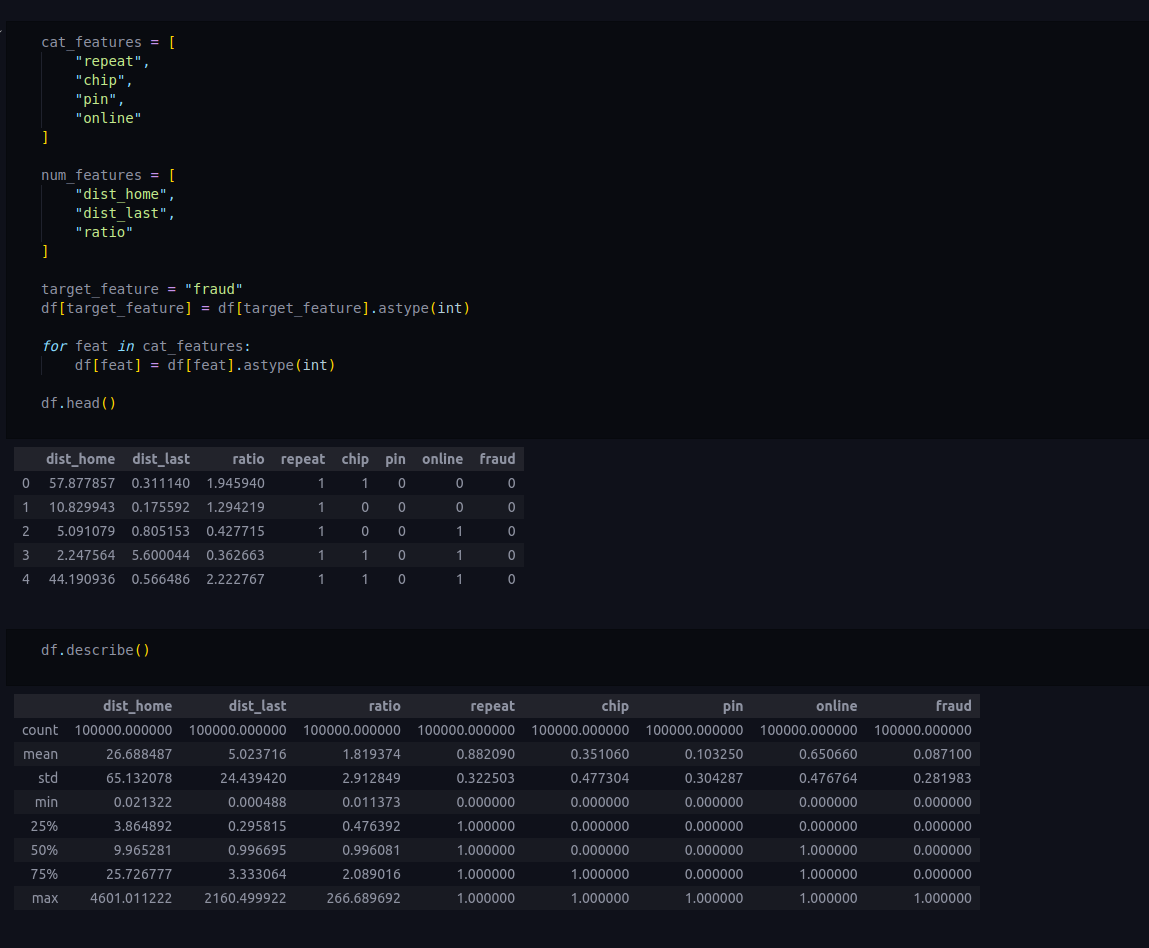 cat_features = [
"repeat",
"chip",
"pin",
"online"
]
num_features = [
"dist_home",
"dist_last",
"ratio"
]
target_feature = "fraud"
df[target_feature] = df[target_feature].astype(int)
for feat in cat_features:
df[feat] = df[feat].astype(int)
df.head()
dist_home dist_last ratio repeat chip pin online fraud
0 57.877857 0.311140 1.945940 1 1 0 0 0
1 10.829943 0.175592 1.294219 1 0 0 0 0
2 5.091079 0.805153 0.427715 1 0 0 1 0
3 2.247564 5.600044 0.362663 1 1 0 1 0
4 44.190936 0.566486 2.222767 1 1 0 1 0
df.describe()
dist_home dist_last ratio repeat chip pin online fraud
count 100000.000000 100000.000000 100000.000000 100000.000000 100000.000000 100000.000000 100000.000000 100000.000000
mean 26.688487 5.023716 1.819374 0.882090 0.351060 0.103250 0.650660 0.087100
std 65.132078 24.439420 2.912849 0.322503 0.477304 0.304287 0.476764 0.281983
min 0.021322 0.000488 0.011373 0.000000 0.000000 0.000000 0.000000 0.000000
25% 3.864892 0.295815 0.476392 1.000000 0.000000 0.000000 0.000000 0.000000
50% 9.965281 0.996695 0.996081 1.000000 0.000000 0.000000 1.000000 0.000000
75% 25.726777 3.333064 2.089016 1.000000 1.000000 0.000000 1.000000 0.000000
max 4601.011222 2160.499922 266.689692 1.000000 1.000000 1.000000 1.000000 1.000000